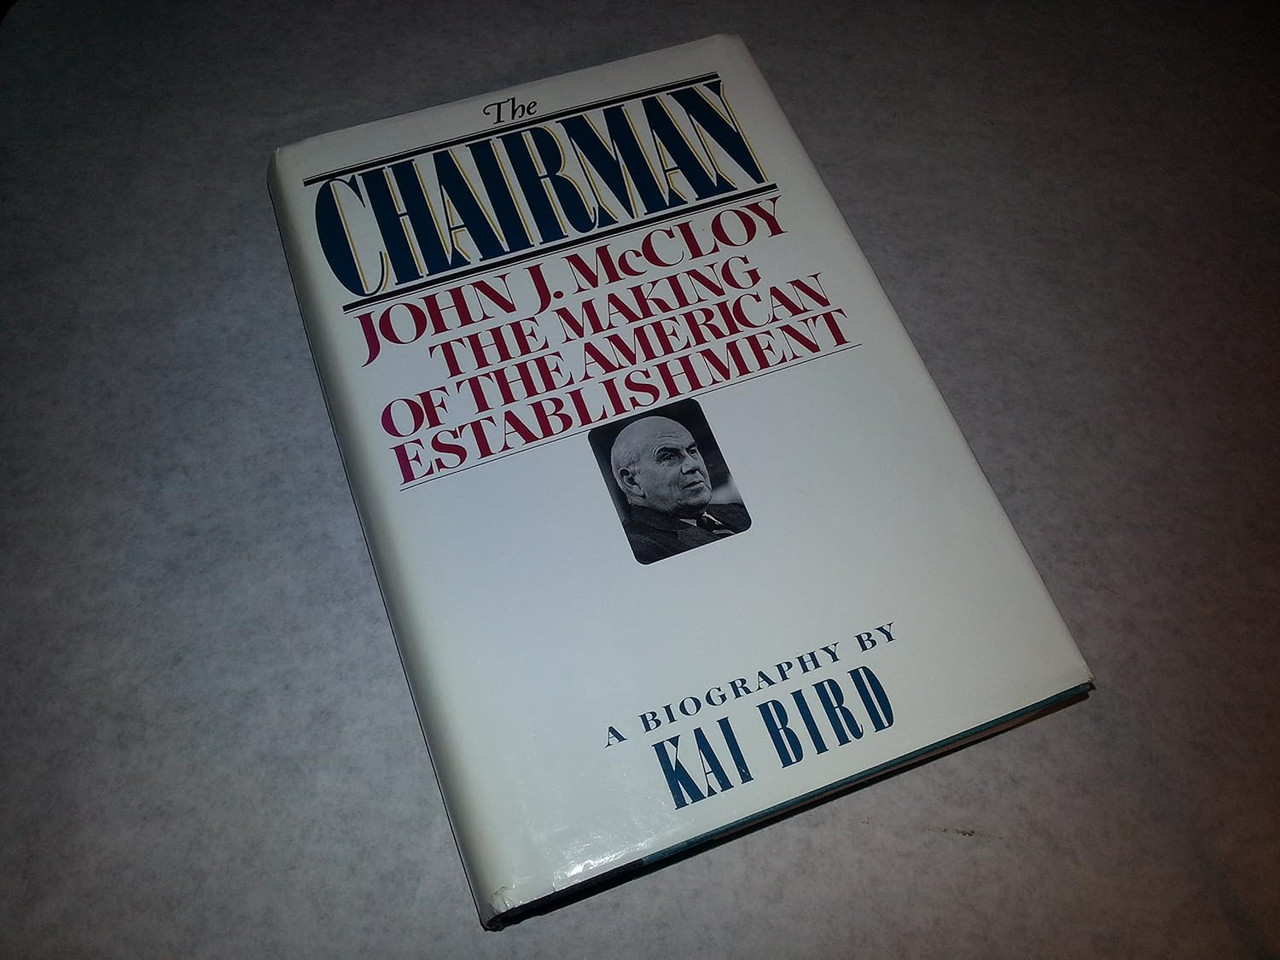 The
CHAIRMAN
JOHN J. McCLOY
THE MAKING
OF THE AMERICAN
ESTABLISHMENT
A BIOGRAPHY BY
KAI BIRD